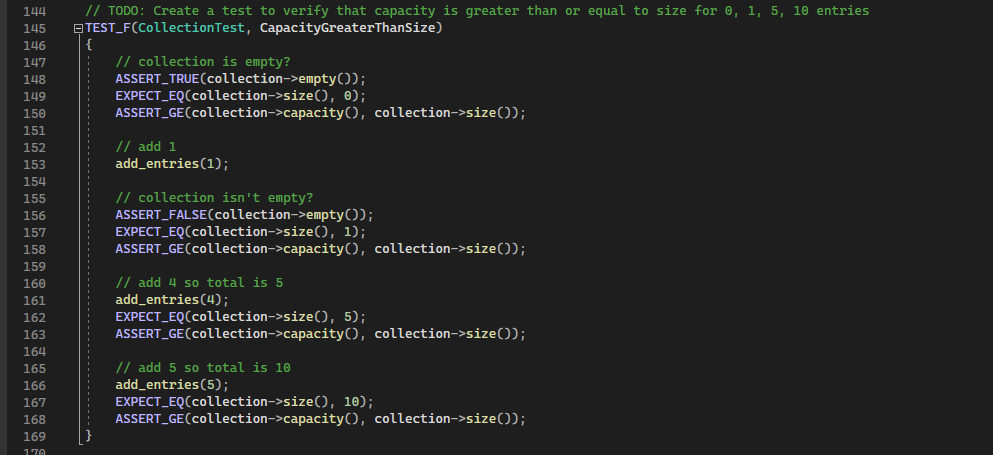 144 // TODO: Create a test to verify that capacity is greater than or equal to size for 0, 1, 5, 10 entries
145 TEST_F(CollectionTest, CapacityGreaterThanSize)
146 {
147     // collection is empty?
148     ASSERT_TRUE(collection->empty());
149     EXPECT_EQ(collection->size(), 0);
150     ASSERT_GE(collection->capacity(), collection->size());
151
152     // add 1
153     add_entries(1);
154
155     // collection isn't empty?
156     ASSERT_FALSE(collection->empty());
157     EXPECT_EQ(collection->size(), 1);
158     ASSERT_GE(collection->capacity(), collection->size());
159
160     // add 4 so total is 5
161     add_entries(4);
162     EXPECT_EQ(collection->size(), 5);
163     ASSERT_GE(collection->capacity(), collection->size());
164
165     // add 5 so total is 10
166     add_entries(5);
167     EXPECT_EQ(collection->size(), 10);
168     ASSERT_GE(collection->capacity(), collection->size());
169 }
170